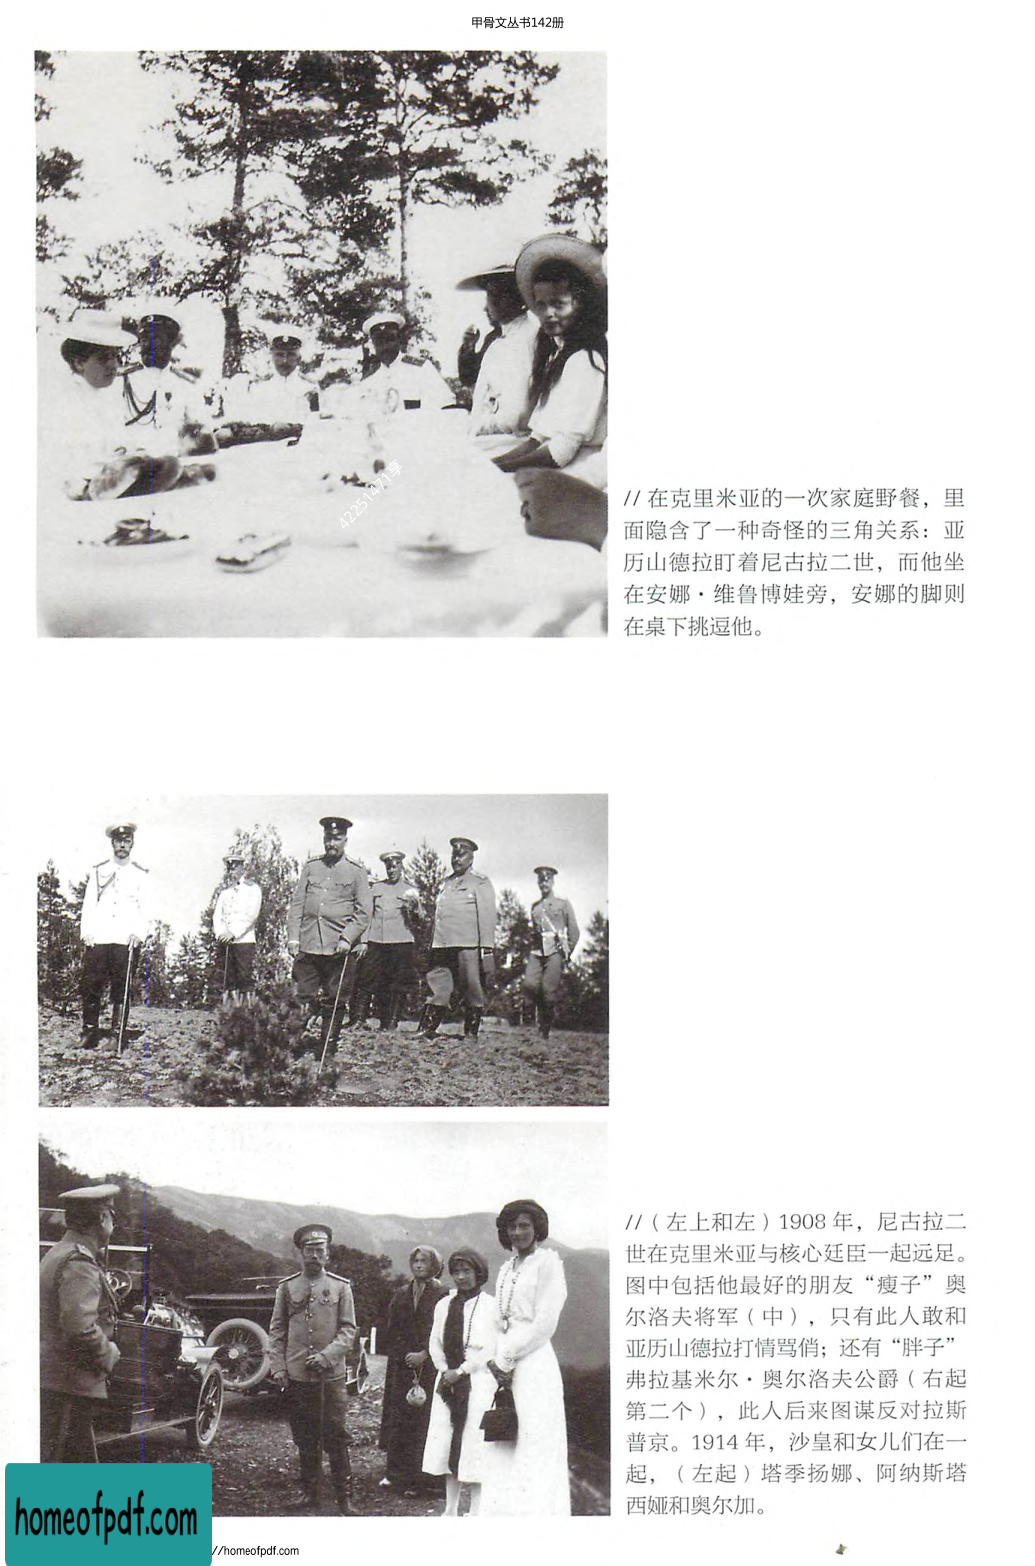 甲骨文丛书142册
42251471享
// 在克里米亚的一次家庭野餐，里
面隐含了一种奇怪的三角关系：亚
历山德拉盯着尼古拉二世，而他坐
在安娜·维鲁博娃旁，安娜的脚则
在桌下挑逗他。
//（左上和左）1908 年，尼古拉二
世在克里米亚与核心廷臣一起远足。
图中包括他最好的朋友“瘦子”奥
尔洛夫将军（中），只有此人敢和
亚历山德拉打情骂俏；还有“胖子”
弗拉基米尔·奥尔洛夫公爵（右起
第二个），此人后来图谋反对拉斯
普京。1914 年，沙皇和女儿们在一
起，（左起）塔季扬娜、阿纳斯塔
西娅和奥尔加。
homeofpdf.com
//homeofpdf.com